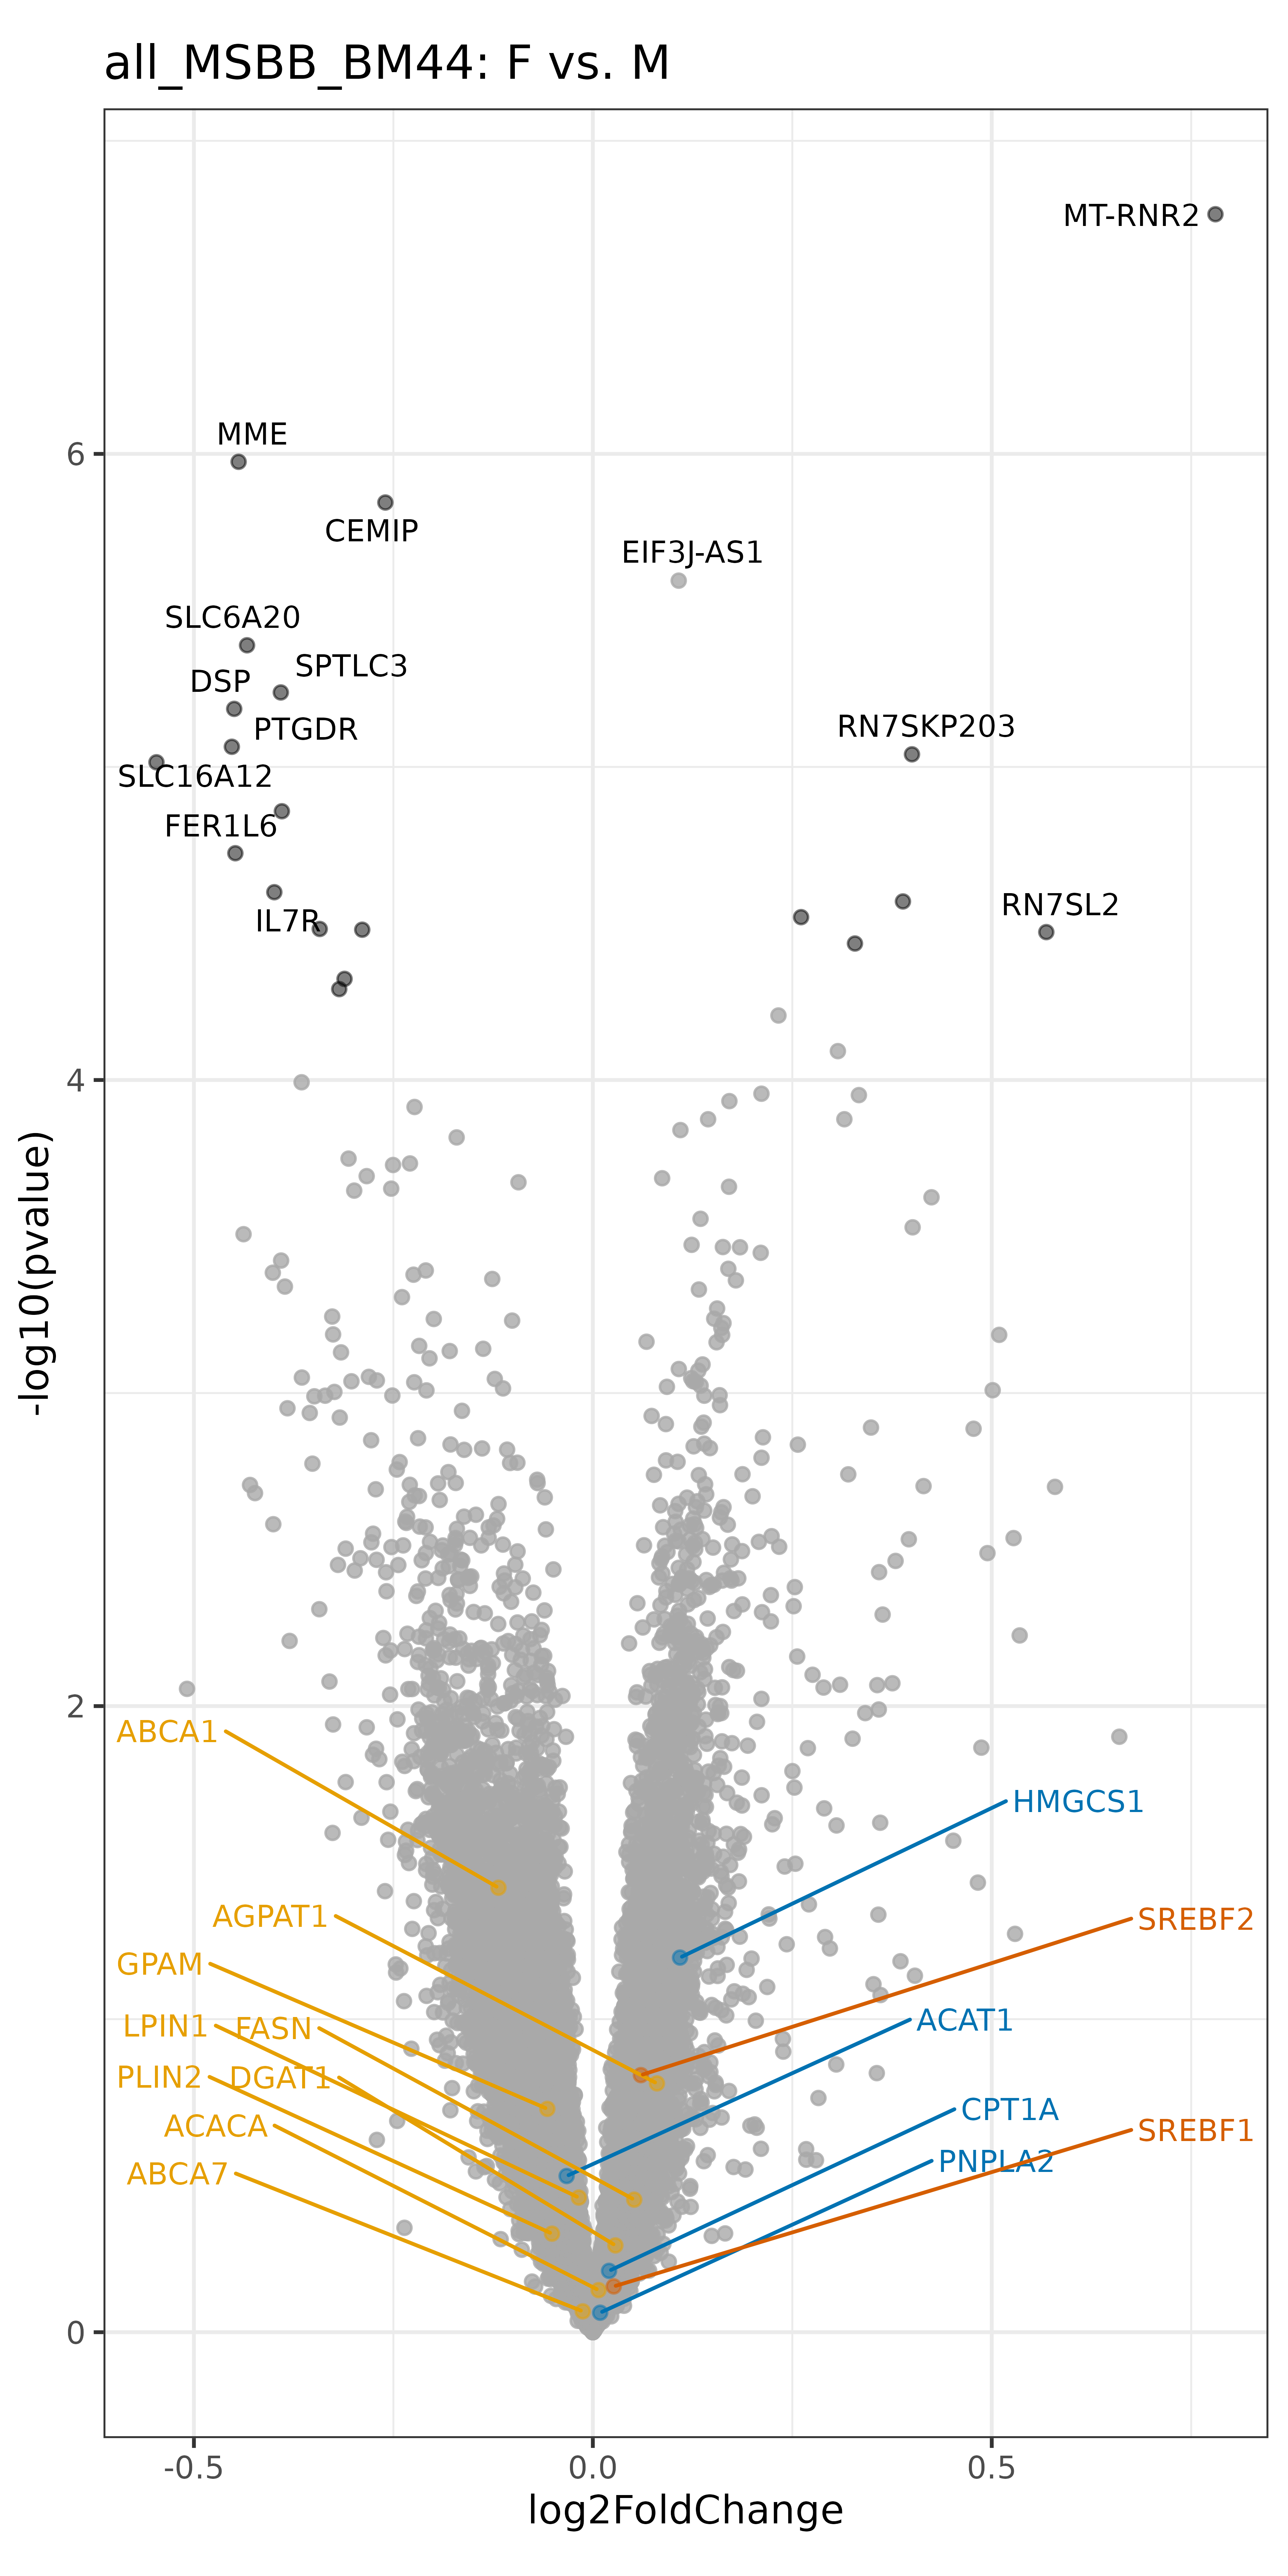 all_MSBB_BM44: F vs. M
MT-RNR2
MME
6
CEMIP
EIF3J-AS1
SLC6A20
SPTLC3
DSP
PTGDR
RN7SKP203
SLC16A12
FER1L6
RN7SL2
IL7R
4
-log10(pvalue)
2
ABCA1
HMGCS1
AGPAT1
SREBF2
GPAM
ACAT1
LPIN1
FASN
PLIN2
DGAT1
CPT1A
ACACA
SREBF1
PNPLA2
ABCA7
0
-0.5
0.0
0.5
log2FoldChange